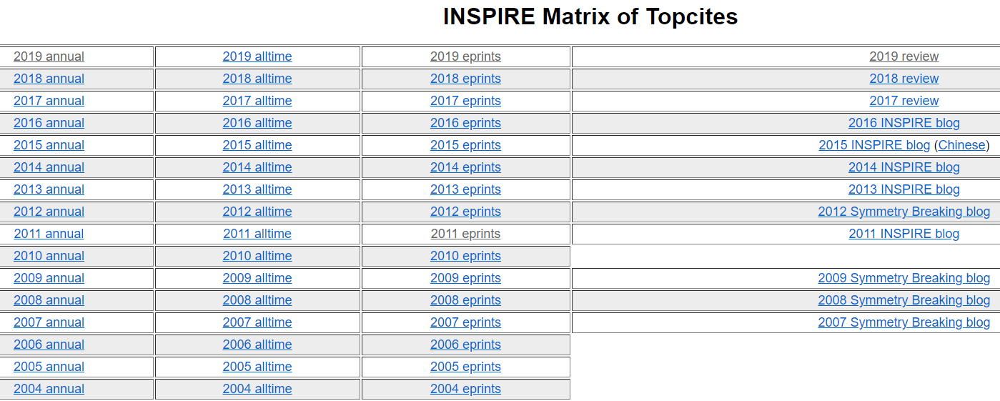 INSPIRE Matrix of Topcites
2019 annual 2019 alltime 2019 eprints 2019 review
2018 annual 2018 alltime 2018 eprints 2018 review
2017 annual 2017 alltime 2017 eprints 2017 review
2016 annual 2016 alltime 2016 eprints 2016 INSPIRE blog
2015 annual 2015 alltime 2015 eprints 2015 INSPIRE blog (Chinese)
2014 annual 2014 alltime 2014 eprints 2014 INSPIRE blog
2013 annual 2013 alltime 2013 eprints 2013 INSPIRE blog
2012 annual 2012 alltime 2012 eprints 2012 Symmetry Breaking blog
2011 annual 2011 alltime 2011 eprints 2011 INSPIRE blog
2010 annual 2010 alltime 2010 eprints
2009 annual 2009 alltime 2009 eprints 2009 Symmetry Breaking blog
2008 annual 2008 alltime 2008 eprints 2008 Symmetry Breaking blog
2007 annual 2007 alltime 2007 eprints 2007 Symmetry Breaking blog
2006 annual 2006 alltime 2006 eprints
2005 annual 2005 alltime 2005 eprints
2004 annual 2004 alltime 2004 eprints